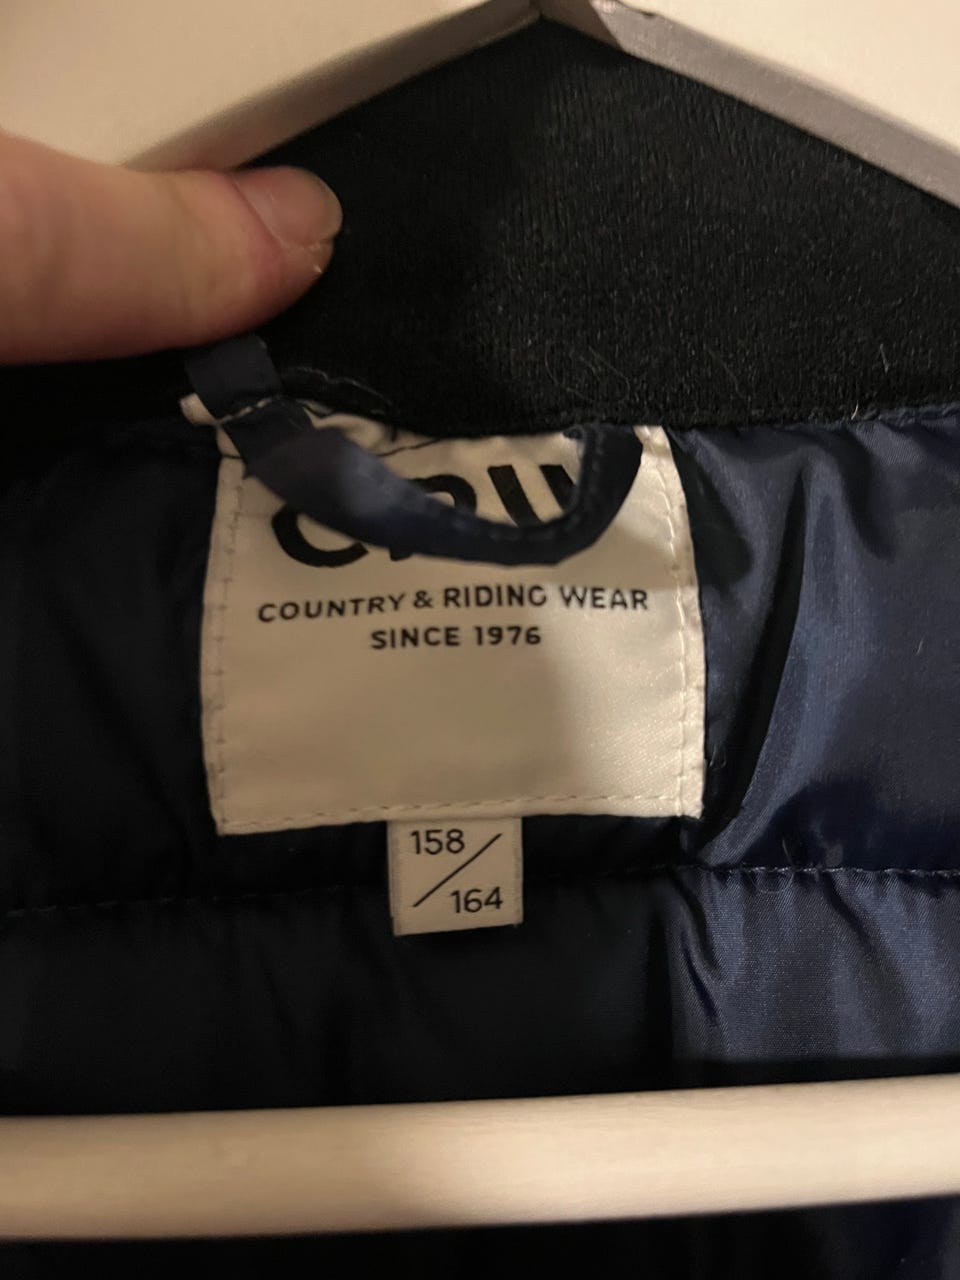 COUNTRY & RIDING WEAR
SINCE 1976
158
164